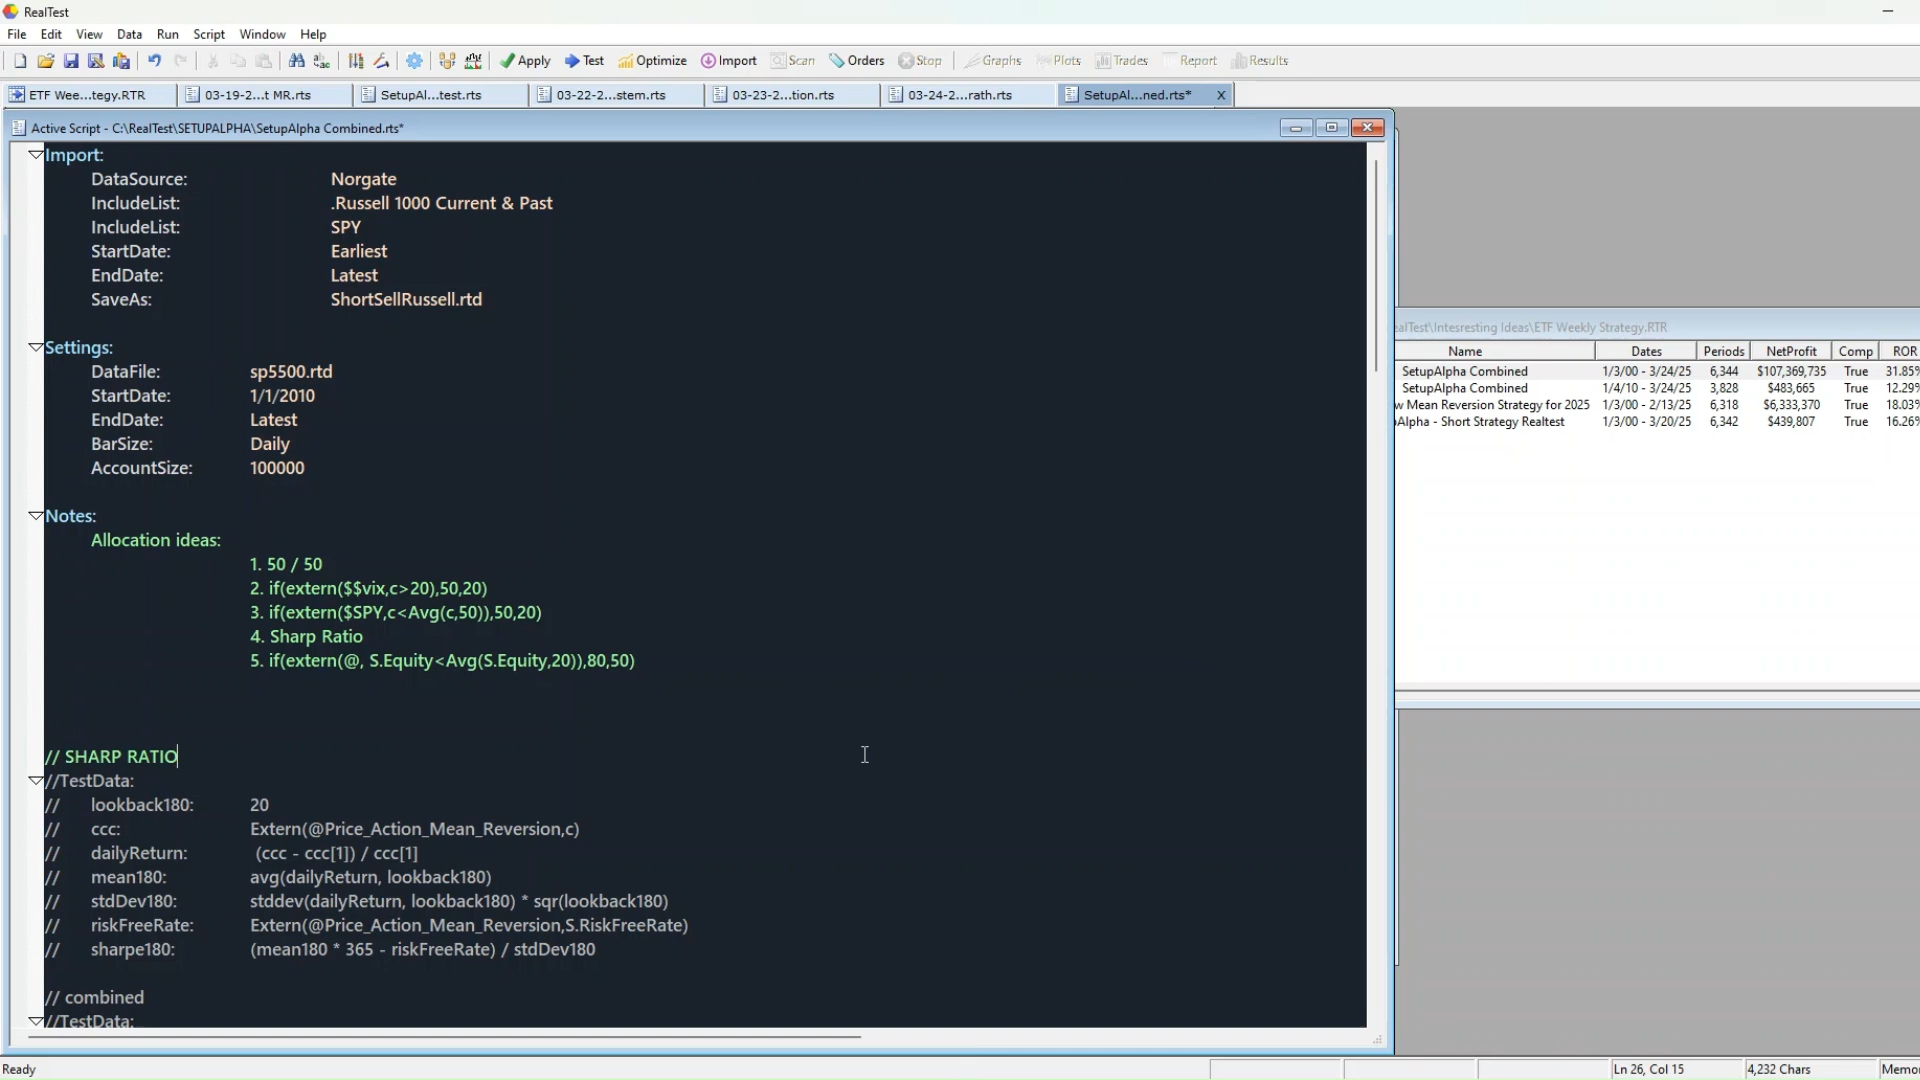 RealTest
File Edit View Data Run Script Window Help
Apply Test Optimize Import Scan Orders Stop Graphs Plots Trades Report Results
ETF Wee...tegy.RTR 03-19-2...t MR.rts SetupAl...test.rts 03-22-2...stem.rts 03-23-2...tion.rts 03-24-2...rath.rts SetupAl...ned.rts* X
Active Script - C:\RealTest\SETUPALPHA\SetupAlpha Combined.rts*
Import:
DataSource: Norgate
IncludeList: .Russell 1000 Current & Past
IncludeList: SPY
StartDate: Earliest
EndDate: Latest
SaveAs: ShortSellRussell.rtd
Settings:
DataFile: sp5500.rtd
StartDate: 1/1/2010
EndDate: Latest
BarSize: Daily
AccountSize: 100000
Notes:
Allocation ideas:
1. 50 / 50
2. if(extern($$vix,c>20),50,20)
3. if(extern($SPY,c<Avg(c,50)),50,20)
4. Sharp Ratio
5. if(extern(@, S.Equity<Avg(S.Equity,20)),80,50)
// SHARP RATIO
//TestData:
// lookback180: 20
// ccc: Extern(@Price_Action_Mean_Reversion,c)
// dailyReturn: (ccc - ccc[1]) / ccc[1]
// mean180: avg(dailyReturn, lookback180)
// stdDev180: stddev(dailyReturn, lookback180) * sqr(lookback180)
// riskFreeRate: Extern(@Price_Action_Mean_Reversion,S.RiskFreeRate)
// sharpe180: (mean180 * 365 - riskFreeRate) / stdDev180
// combined
//TestData:
ealTest\Intesresting Ideas\ETF Weekly Strategy.RTR
Name Dates Periods NetProfit Comp ROR
SetupAlpha Combined 1/3/00 - 3/24/25 6,344 $107,369,735 True 31.85%
SetupAlpha Combined 1/4/10 - 3/24/25 3,828 $483,665 True 12.29%
w Mean Reversion Strategy for 2025 1/3/00 - 2/13/25 6,318 $6,333,370 True 18.03%
Alpha - Short Strategy Realtest 1/3/00 - 3/20/25 6,342 $439,807 True 16.26%
Ready Ln 26, Col 15 4,232 Chars Memo